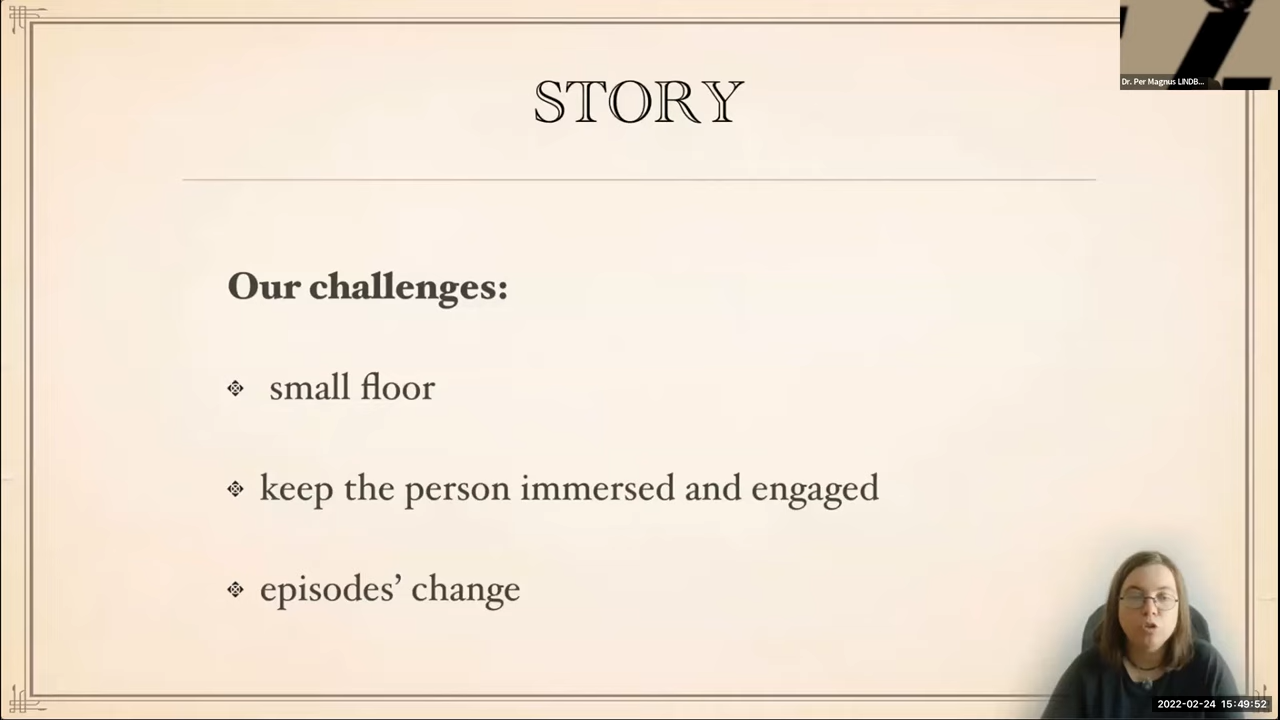 Dr. Per Magnus LINDB...
STORY
Our challenges:
small floor
keep the person immersed and engaged
episodes’ change
2022-02-24 15:49:52